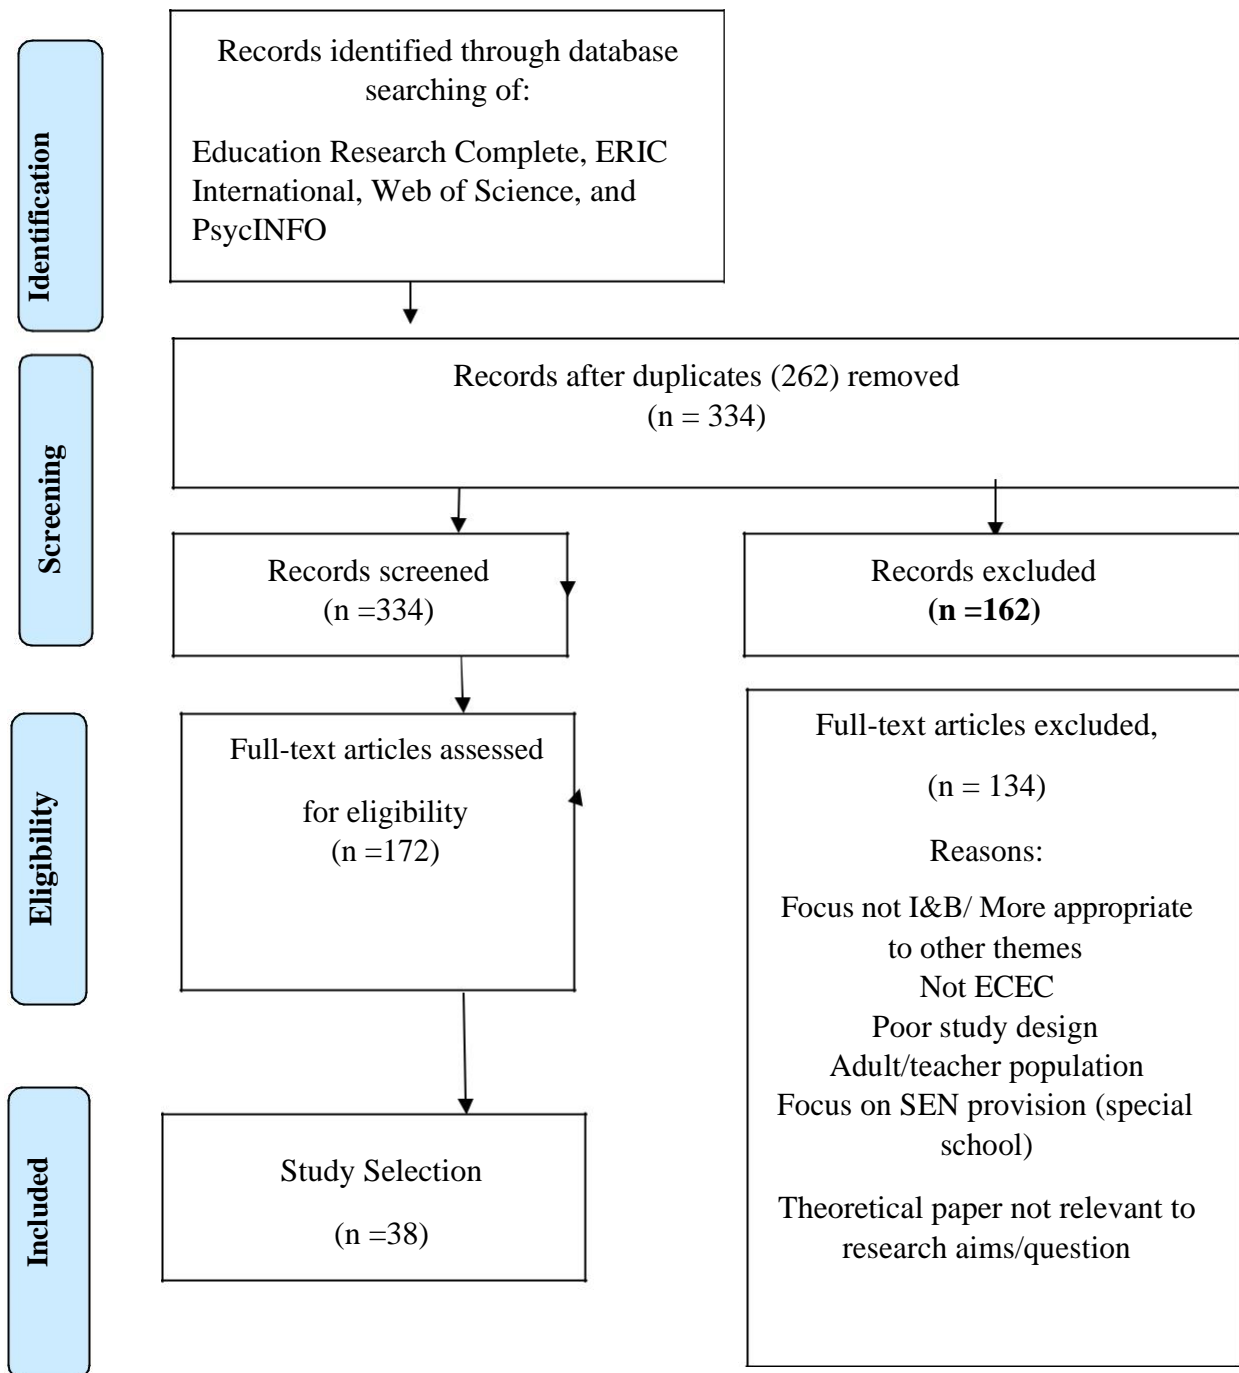 Identification
Records identified through database
searching of:
Education Research Complete, ERIC
International, Web of Science, and
PsycINFO
Screening
Records after duplicates (262) removed
(n = 334)
Records screened
(n =334)
Records excluded
(n =162)
Eligibility
Full-text articles assessed
for eligibility
(n =172)
Full-text articles excluded,
(n = 134)
Reasons:
Focus not I&B/ More appropriate
to other themes
Not ECEC
Poor study design
Adult/teacher population
Focus on SEN provision (special
school)
Theoretical paper not relevant to
research aims/question
Included
Study Selection
(n =38)